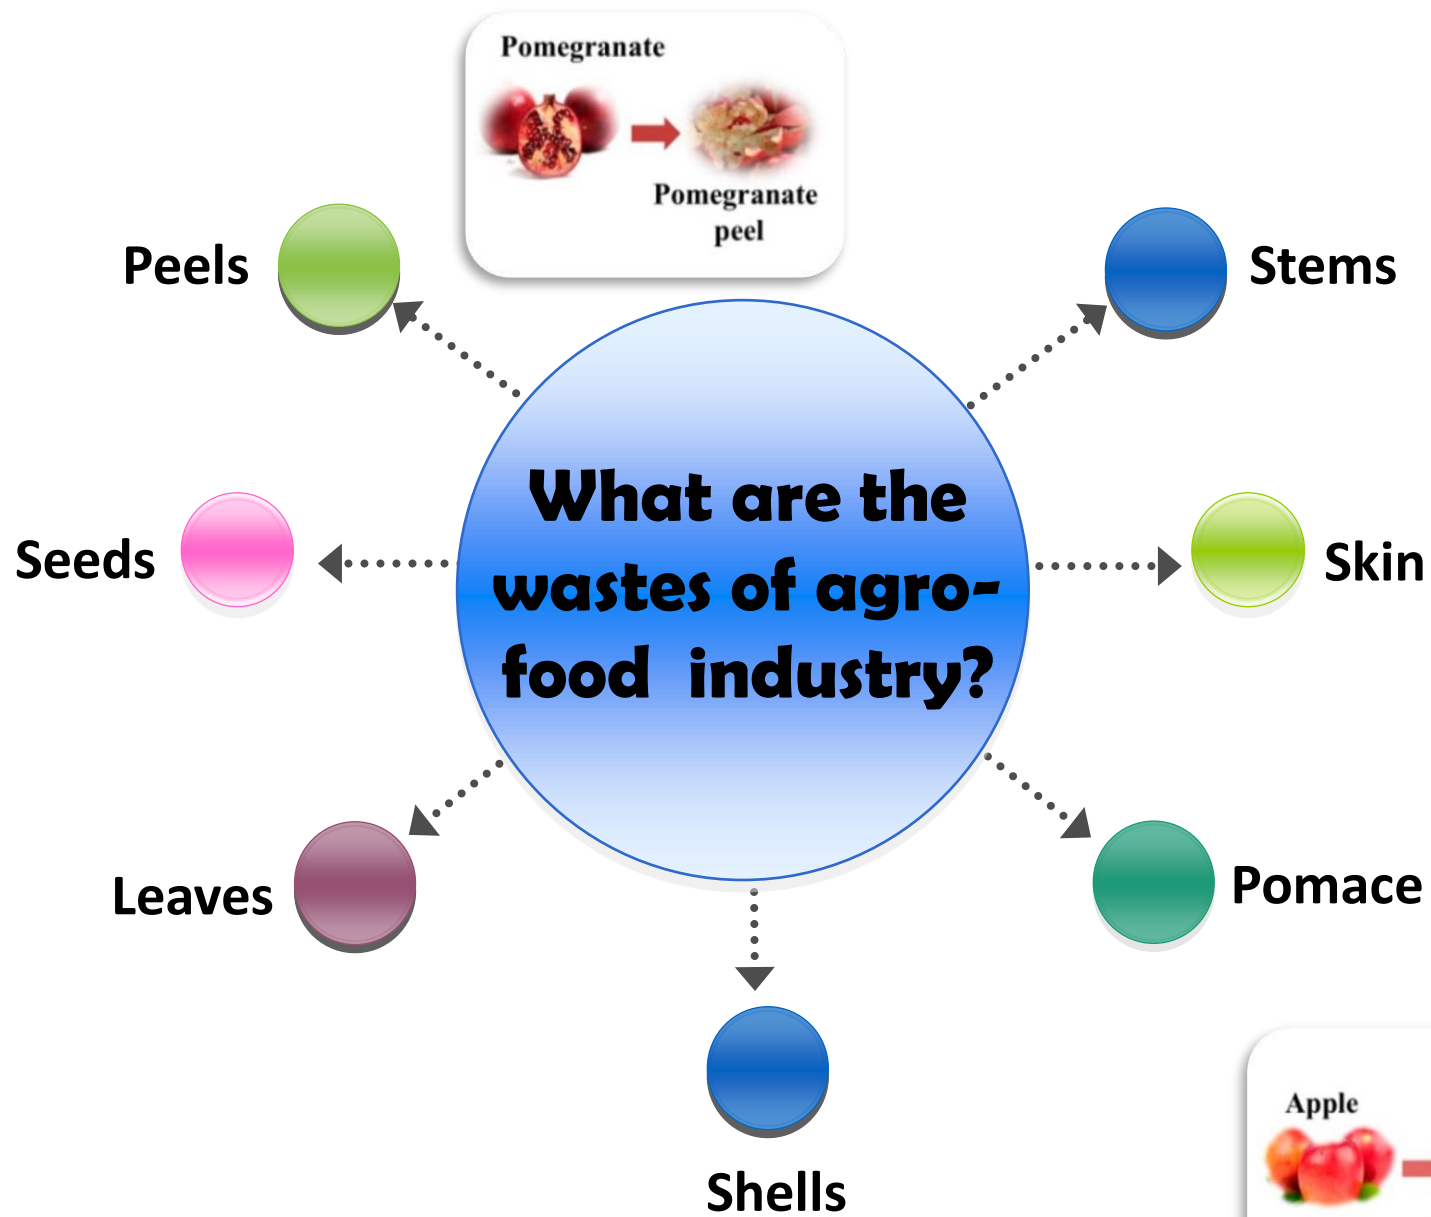 Pomegranate
Pomegranate
peel
Peels
Stems
What are the
wastes of agro-
food industry?
Seeds
Skin
Leaves
Pomace
Shells
Apple